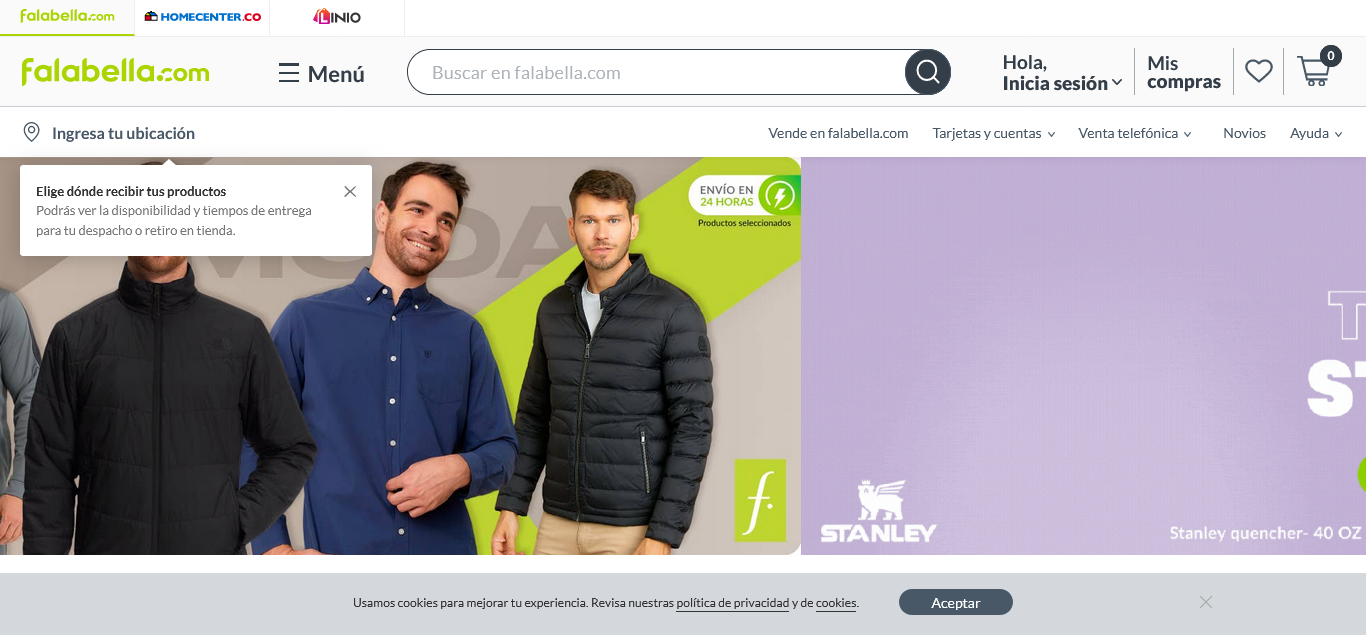 falabella.com
HOMECENTER.CO
LINIO
falabella.com
Menú
Buscar en falabella.com
Hola,
Inicia sesión
Mis
compras
0
Ingresa tu ubicación
Vende en falabella.com
Tarjetas y cuentas
Venta telefónica
Novios
Ayuda
Elige dónde recibir tus productos
Podrás ver la disponibilidad y tiempos de entrega
para tu despacho o retiro en tienda.
MODA
ENVÍO EN
24 HORAS
Productos seleccionados
f.
T
ST
STANLEY
Stanley quencher- 40 OZ
Usamos cookies para mejorar tu experiencia. Revisa nuestras política de privacidad y de cookies.
Aceptar